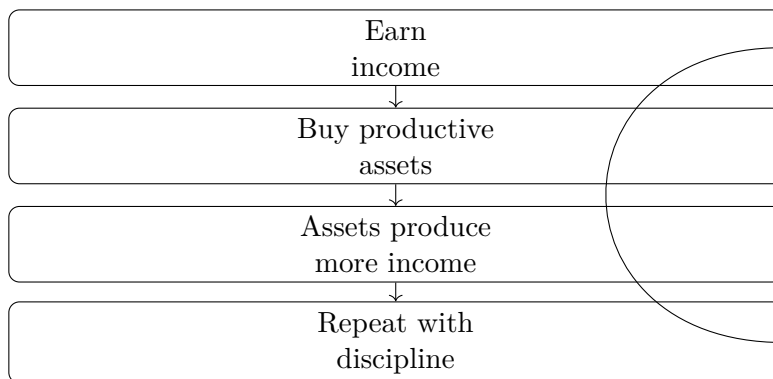 Earn
income
Buy productive
assets
Assets produce
more income
Repeat with
discipline